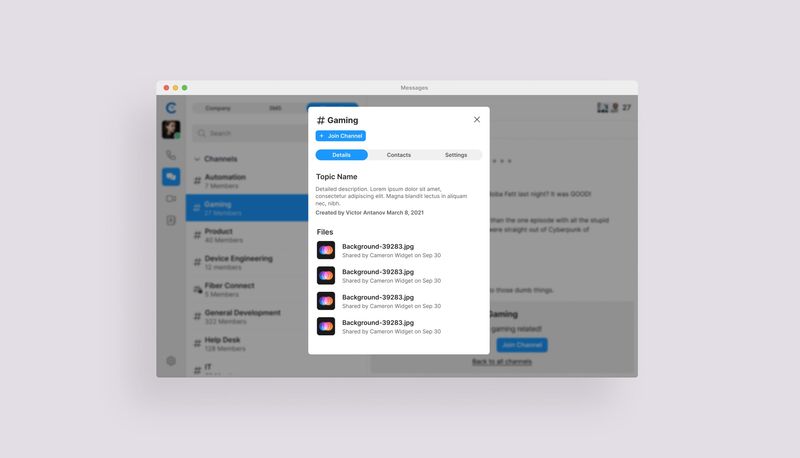 Messages
Company
SMS
27
Search
Channels
# Automation
7 Members
# Gaming
27 Members
# Product
40 Members
# Device Engineering
12 members
Fiber Connect
5 Members
# General Development
322 Members
# Help Desk
128 Members
# IT
# Gaming
+ Join Channel
Details
Contacts
Settings
Topic Name
Detailed description. Lorem ipsum dolor sit amet,
consectetur adipiscing elit. Magna blandit lectus in aliquam
nec, nibh.
Created by Victor Antanov March 8, 2021
Files
Background-39283.jpg
Shared by Cameron Widget on Sep 30
Background-39283.jpg
Shared by Cameron Widget on Sep 30
Background-39283.jpg
Shared by Cameron Widget on Sep 30
Background-39283.jpg
Shared by Cameron Widget on Sep 30
Fett last night? It was GOOD!
than the one episode with all the stupid
were straight out of Cyberpunk of
to those dumb things.
Gaming
gaming related!
Join Channel
Back to all channels